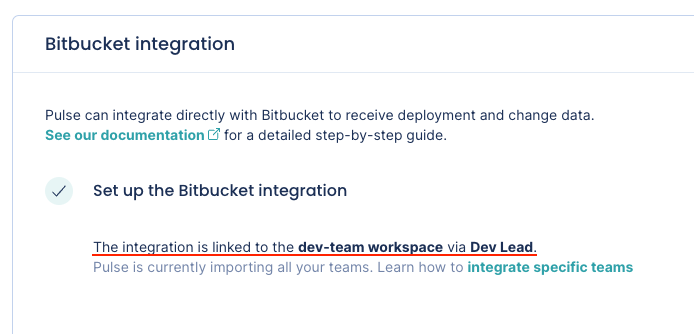 Bitbucket integration
Pulse can integrate directly with Bitbucket to receive deployment and change data.
See our documentation for a detailed step-by-step guide.
Set up the Bitbucket integration
The integration is linked to the dev-team workspace via Dev Lead.
Pulse is currently importing all your teams. Learn how to integrate specific teams